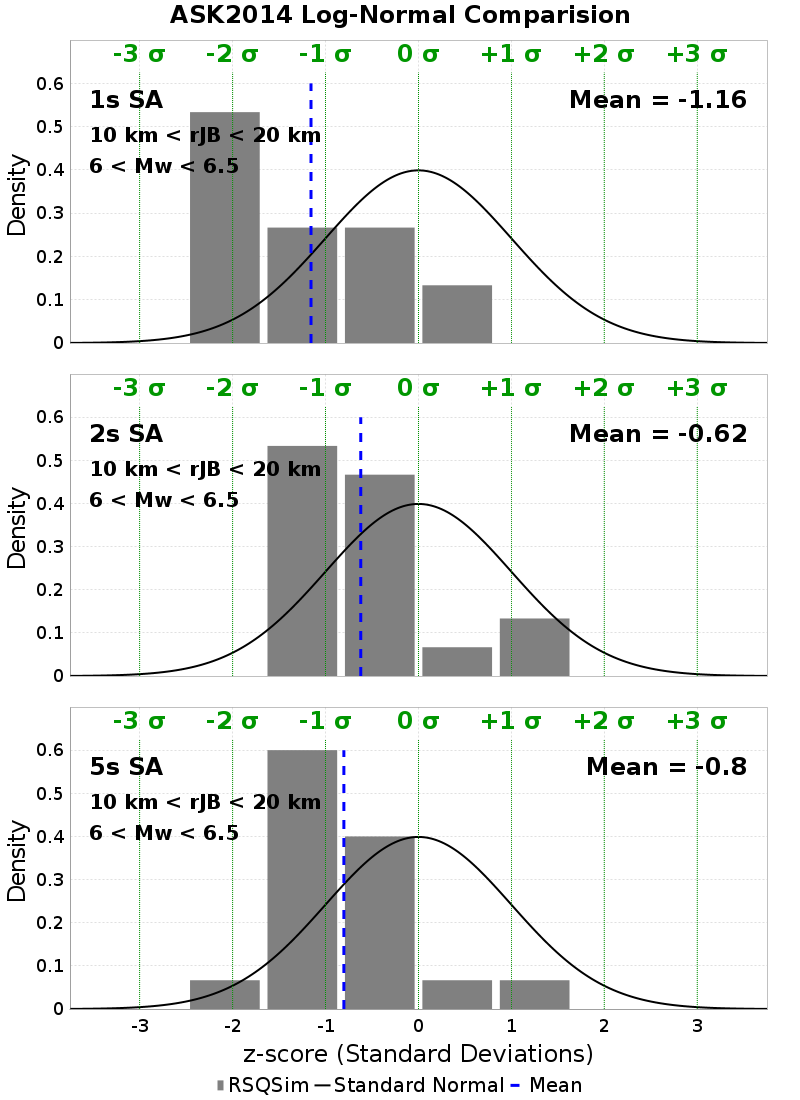 ASK2014 Log-Normal Comparision
-3 σ -2 σ -1 σ 0 σ +1 σ +2 σ +3 σ
0.6
1s SA Mean = -1.16
0.5
10 km < rJB < 20 km
6 < Mw < 6.5
0.4
0.3
0.2
0.1
0
Density
-3 σ -2 σ -1 σ 0 σ +1 σ +2 σ +3 σ
0.6
2s SA Mean = -0.62
0.5
10 km < rJB < 20 km
6 < Mw < 6.5
0.4
0.3
0.2
0.1
0
Density
-3 σ -2 σ -1 σ 0 σ +1 σ +2 σ +3 σ
0.6
5s SA Mean = -0.8
0.5
10 km < rJB < 20 km
6 < Mw < 6.5
0.4
0.3
0.2
0.1
0
Density
-3 -2 -1 0 1 2 3
z-score (Standard Deviations)
RSQSim Standard Normal Mean